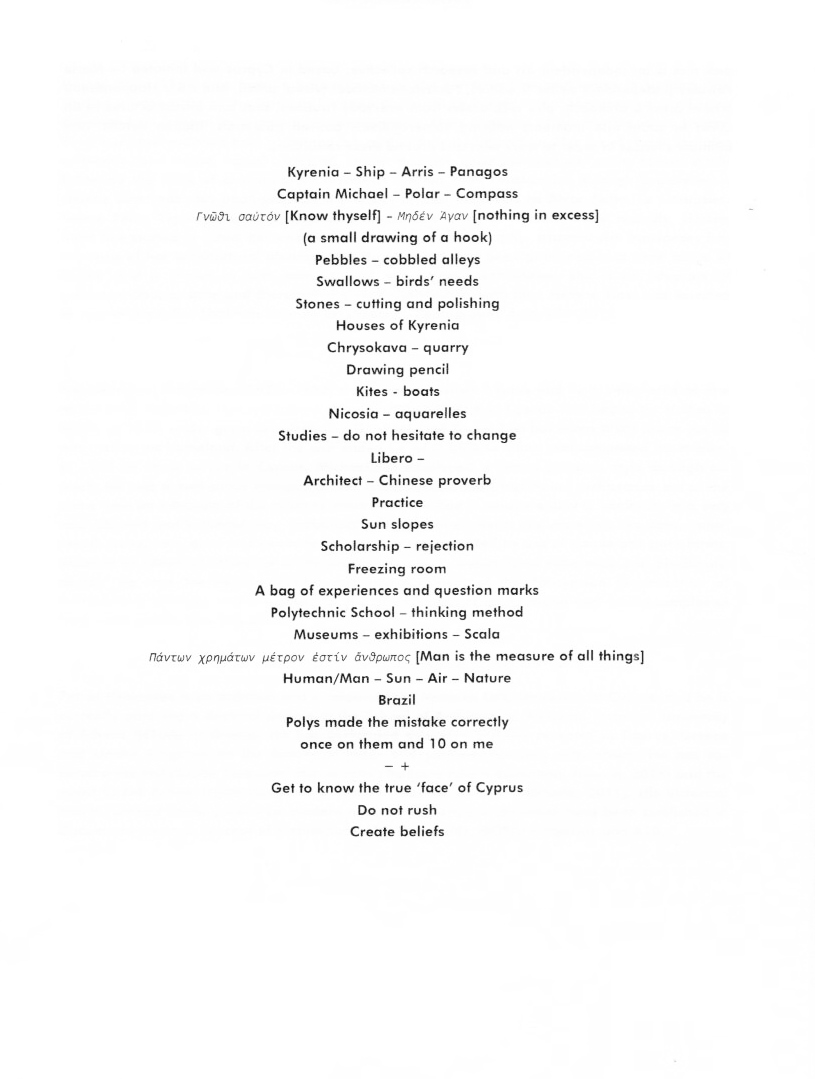 Kyrenia – Ship – Arris – Panagos
Captain Michael – Polar – Compass
Γνῶθι σαὐτόν [Know thyself] - Μηδέν Ἄγαν [nothing in excess]
(a small drawing of a hook)
Pebbles – cobbled alleys
Swallows – birds’ needs
Stones – cutting and polishing
Houses of Kyrenia
Chrysokava – quarry
Drawing pencil
Kites - boats
Nicosia – aquarelles
Studies – do not hesitate to change
Libero –
Architect – Chinese proverb
Practice
Sun slopes
Scholarship – rejection
Freezing room
A bag of experiences and question marks
Polytechnic School – thinking method
Museums – exhibitions – Scala
Πάντων χρημάτων μέτρον ἐστίν ἄνθρωπος [Man is the measure of all things]
Human/Man – Sun – Air – Nature
Brazil
Polys made the mistake correctly
once on them and 10 on me
– +
Get to know the true ‘face’ of Cyprus
Do not rush
Create beliefs